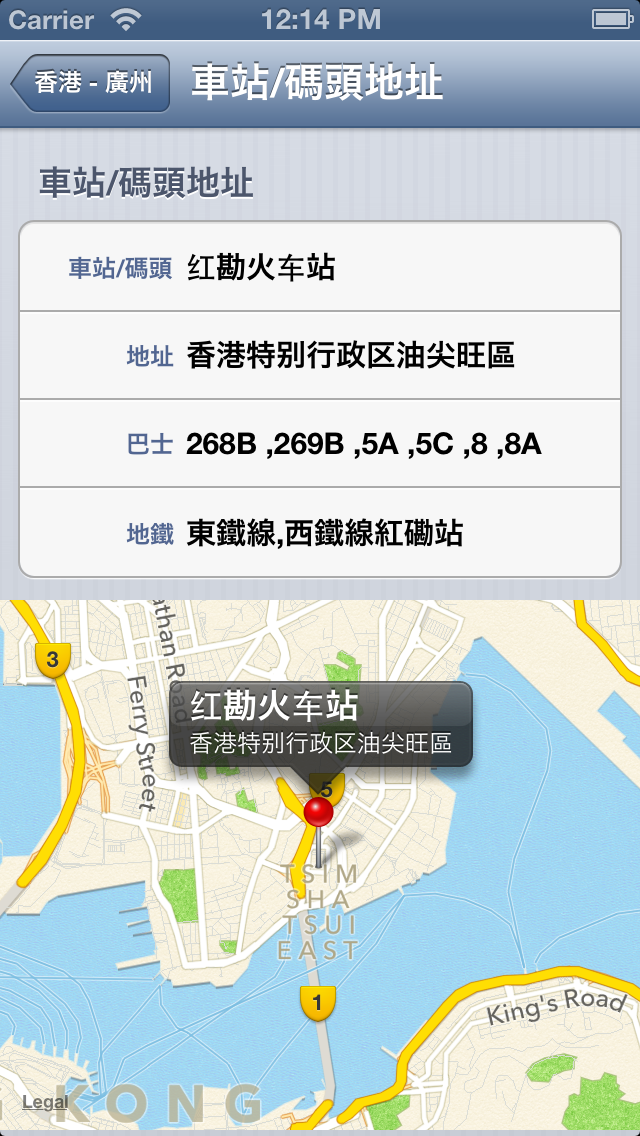 Carrier 12:14 PM
香港 - 廣州
車站/碼頭地址
車站/碼頭地址
車站/碼頭 红勘火车站
地址 香港特别行政区油尖旺區
巴士 268B ,269B ,5A ,5C ,8 ,8A
地鐵 東鐵線,西鐵線紅磡站
athan Road
3
Ferry Street
红勘火车站
香港特别行政区油尖旺區
5
TSIM
SHA
TSUI
EAST
1
King's Road
Legal
KONG